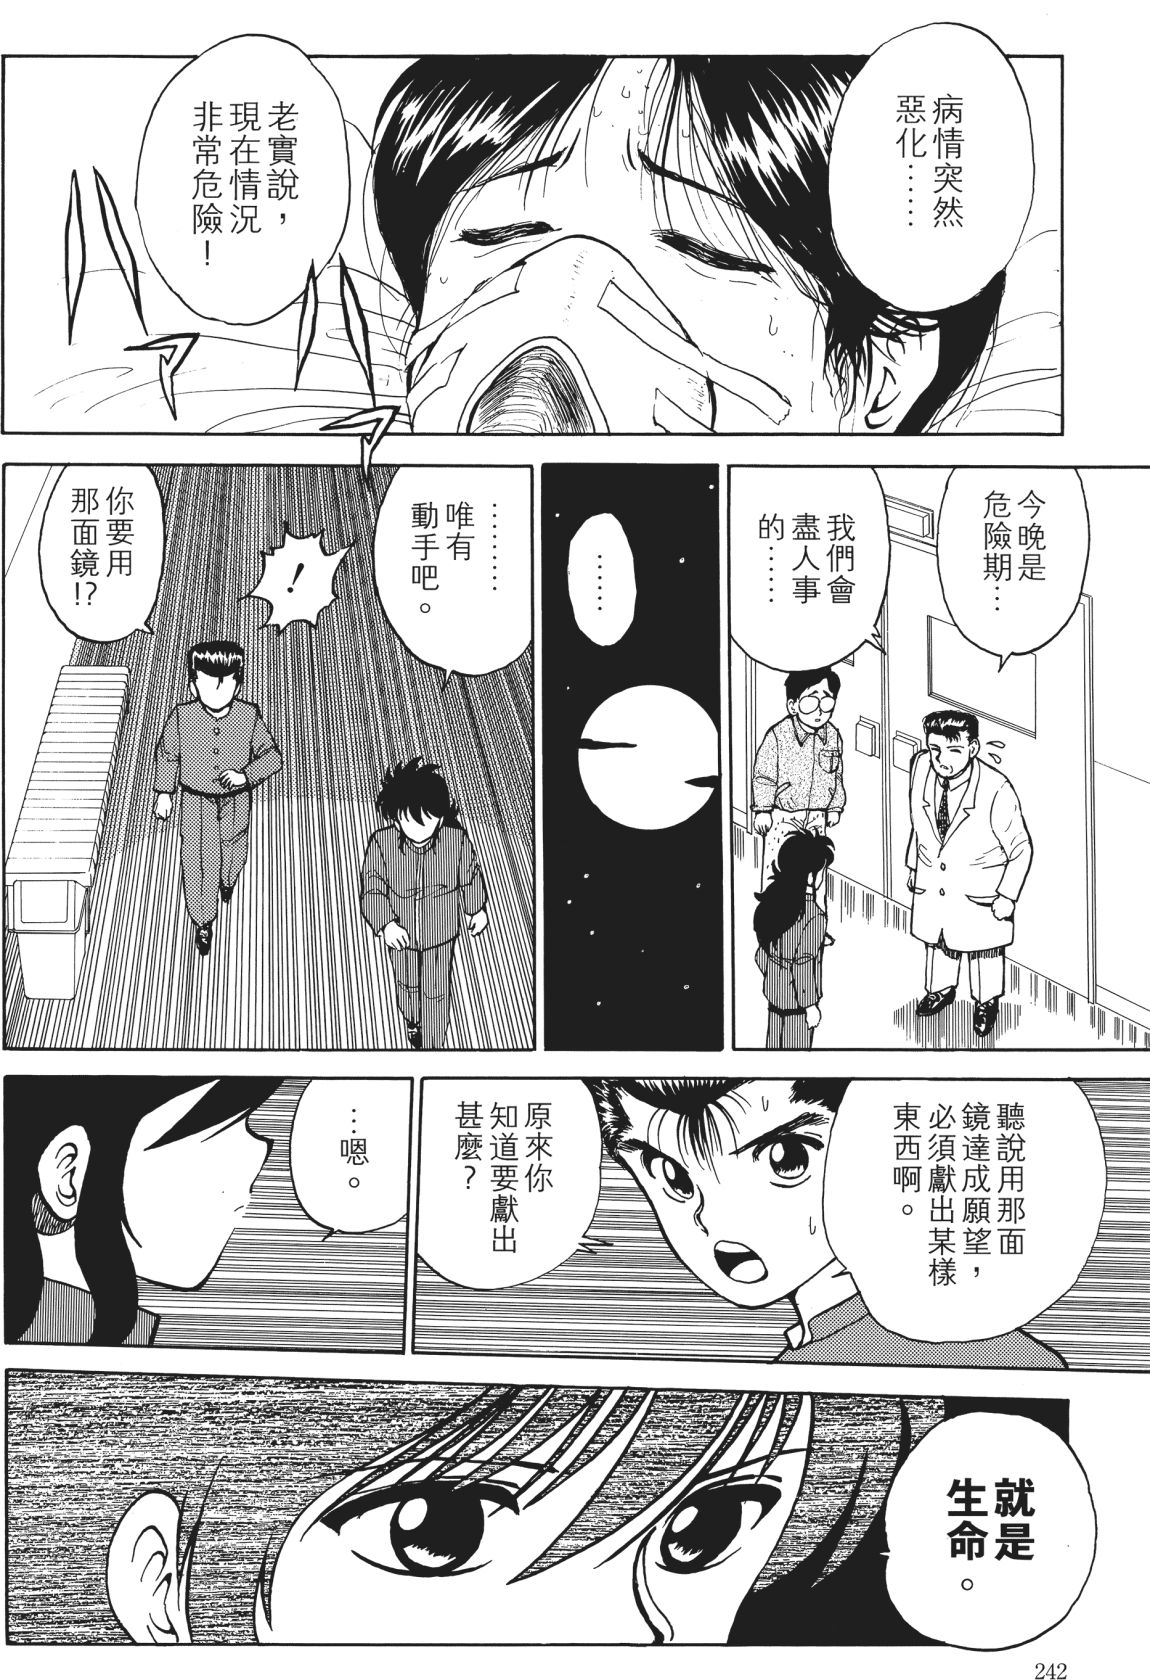 病情突然
惡化……
老實說，
現在情況
非常危險！
今晚是
危險期…
我們會
盡人事
的……
……
………
唯有
動手吧。
！
你要用
那面鏡!?
聽說用那面
鏡達成願望，
必須獻出某樣
東西啊。
原來你
知道要獻出
甚麼？
…嗯。
就是
生命。
242